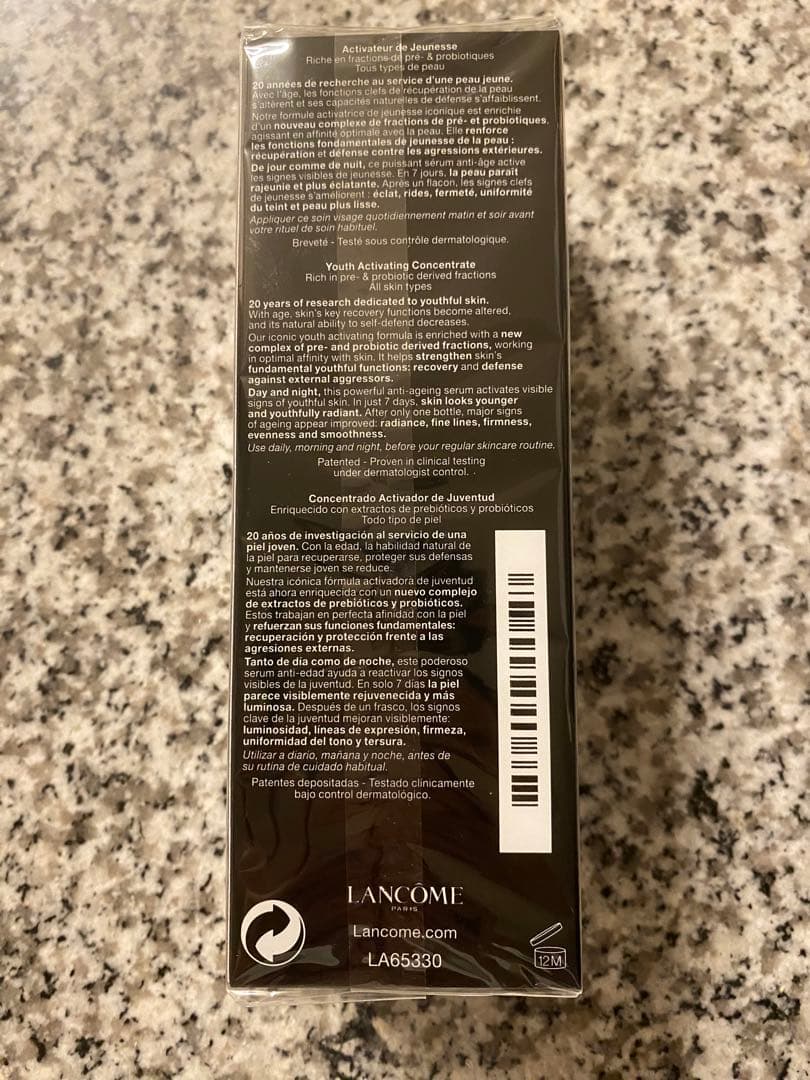 Activateur de Jeunesse
Riche en fractions de pré- & probiotiques
Tous types de peau
20 années de recherche au service d'une peau jeune.
Avec l'âge, les fonctions clefs de récupération de la peau
s'altèrent et ses capacités naturelles de défense s'affaiblissent.
Notre formule activatrice de jeunesse iconique est enrichie
d'un nouveau complexe de fractions de pré- et probiotiques,
agissant en affinité optimale avec la peau. Elle renforce
les fonctions fondamentales de jeunesse de la peau :
récupération et défense contre les agressions extérieures.
De jour comme de nuit, ce puissant sérum anti-âge active
les signes visibles de jeunesse. En 7 jours, la peau paraît
rajeunie et plus éclatante. Après un flacon, les signes clefs
de jeunesse s'améliorent : éclat, rides, fermeté, uniformité
du teint et peau plus lisse.
Appliquer ce soin visage quotidiennement matin et soir avant
votre rituel de soin habituel.
Breveté - Testé sous contrôle dermatologique.
Youth Activating Concentrate
Rich in pre- & probiotic derived fractions
All skin types
20 years of research dedicated to youthful skin.
With age, skin's key recovery functions become altered,
and its natural ability to self-defend decreases.
Our iconic youth activating formula is enriched with a new
complex of pre- and probiotic derived fractions, working
in optimal affinity with skin. It helps strengthen skin's
fundamental youthful functions: recovery and defense
against external aggressors.
Day and night, this powerful anti-ageing serum activates visible
signs of youthful skin. In just 7 days, skin looks younger
and youthfully radiant. After only one bottle, major signs
of ageing appear improved: radiance, fine lines, firmness,
evenness and smoothness.
Use daily, morning and night, before your regular skincare routine.
Patented - Proven in clinical testing
under dermatologist control.
Concentrado Activador de Juventud
Enriquecido con extractos de prebióticos y probióticos
Todo tipo de piel
20 años de investigación al servicio de una
piel joven. Con la edad, la habilidad natural de
la piel para recuperarse, proteger sus defensas
y mantenerse joven se reduce.
Nuestra icónica fórmula activadora de juventud
está ahora enriquecida con un nuevo complejo
de extractos de prebióticos y probióticos.
Estos trabajan en perfecta afinidad con la piel
y refuerzan sus funciones fundamentales:
recuperación y protección frente a las
agresiones externas.
Tanto de día como de noche, este poderoso
serum anti-edad ayuda a reactivar los signos
visibles de la juventud. En solo 7 días la piel
parece visiblemente rejuvenecida y más
luminosa. Después de un frasco, los signos
clave de la juventud mejoran visiblemente:
luminosidad, líneas de expresión, firmeza,
uniformidad del tono y tersura.
Utilizar a diario, mañana y noche, antes de
su rutina de cuidado habitual.
Patentes depositadas - Testado clínicamente
bajo control dermatológico.
LANCÔME
PARIS
Lancome.com
LA65330
12M